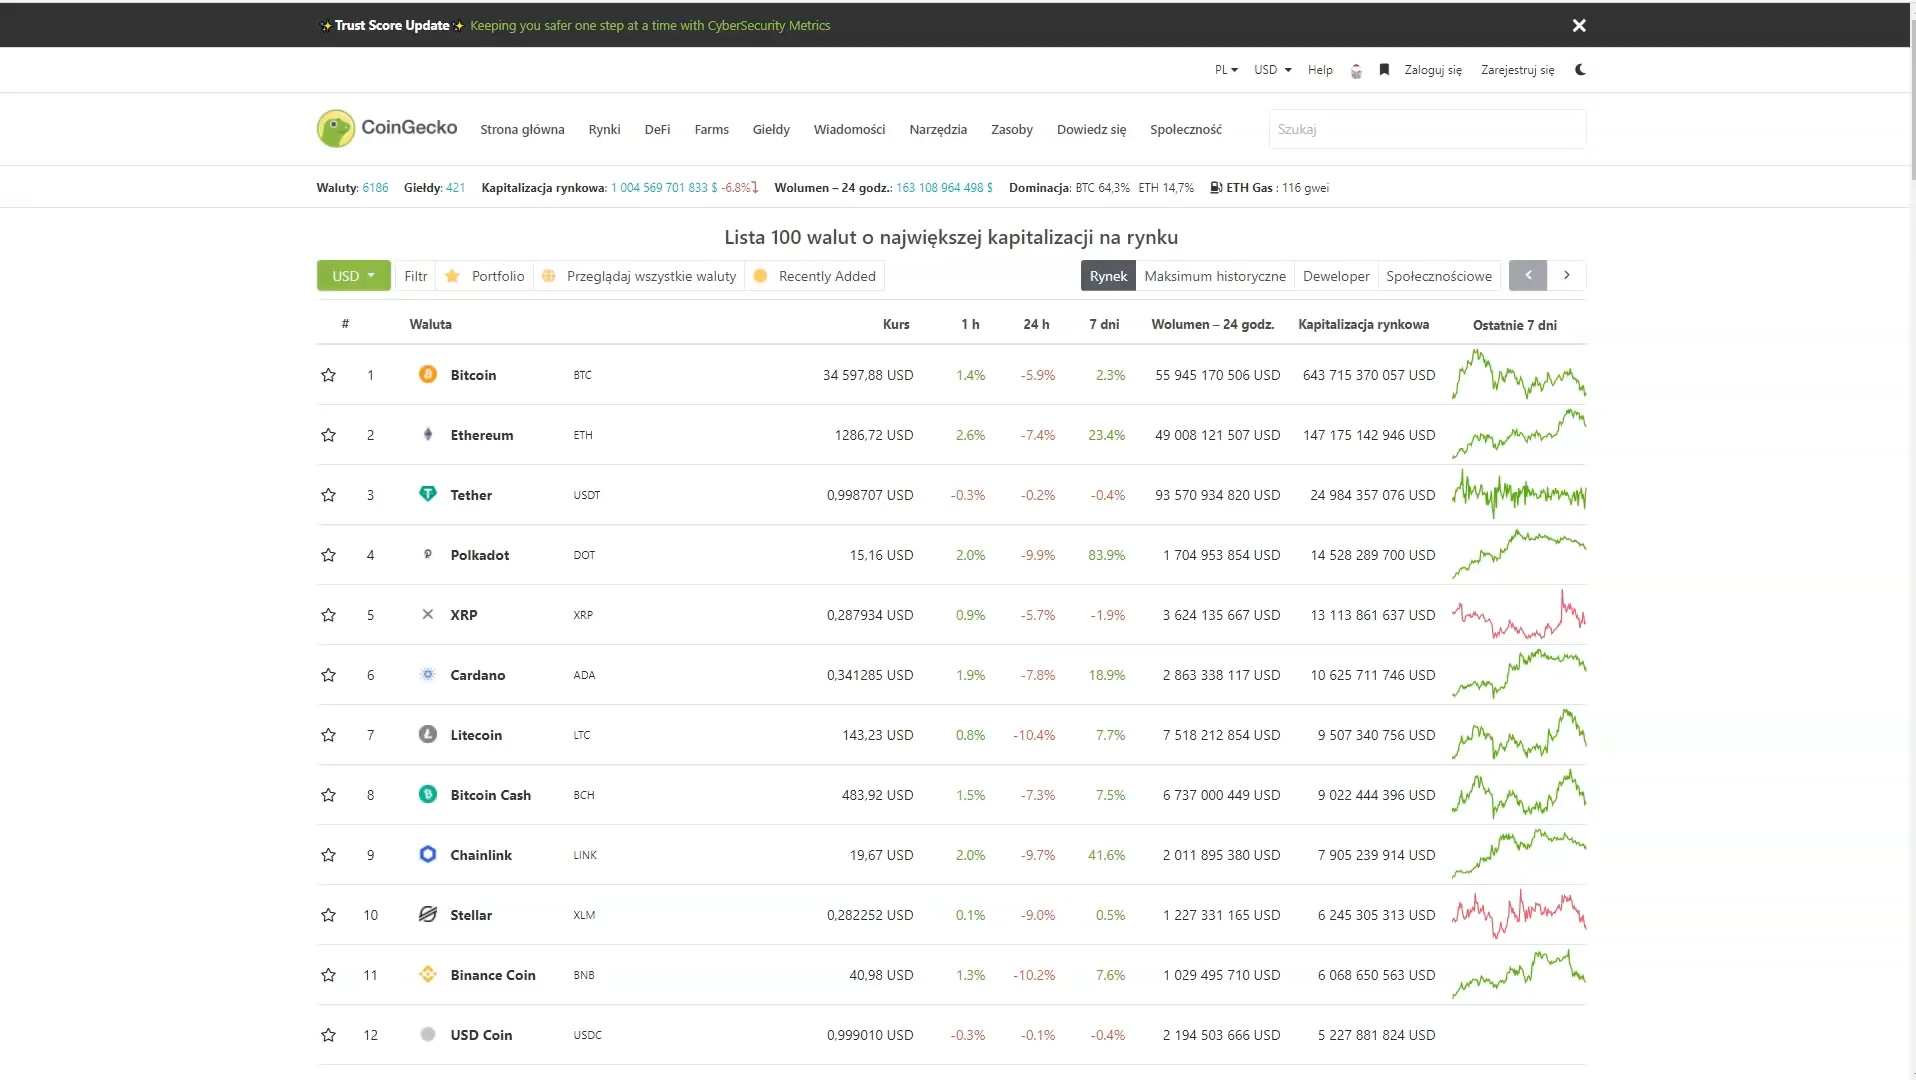 ✨Trust Score Update✨ Keeping you safer one step at a time with CyberSecurity Metrics
PL USD Help Zaloguj się Zarejestruj się
CoinGecko Strona główna Rynki DeFi Farms Giełdy Wiadomości Narzędzia Zasoby Dowiedz się Społeczność Szukaj
Waluty: 6186 Giełdy: 421 Kapitalizacja rynkowa: 1 004 569 701 833 $ -6.8% Wolumen – 24 godz.: 163 108 964 498 $ Dominacja: BTC 64,3% ETH 14,7% ETH Gas : 116 gwei
Lista 100 walut o największej kapitalizacji na rynku
USD Filtr Portfolio Przeglądaj wszystkie waluty Recently Added Rynek Maksimum historyczne Deweloper Społecznościowe
# Waluta Kurs 1 h 24 h 7 dni Wolumen – 24 godz. Kapitalizacja rynkowa Ostatnie 7 dni
1 Bitcoin BTC 34 597,88 USD 1.4% -5.9% 2.3% 55 945 170 506 USD 643 715 370 057 USD
2 Ethereum ETH 1286,72 USD 2.6% -7.4% 23.4% 49 008 121 507 USD 147 175 142 946 USD
3 Tether USDT 0,998707 USD -0.3% -0.2% -0.4% 93 570 934 820 USD 24 984 357 076 USD
4 Polkadot DOT 15,16 USD 2.0% -9.9% 83.9% 1 704 953 854 USD 14 528 289 700 USD
5 XRP XRP 0,287934 USD 0.9% -5.7% -1.9% 3 624 135 667 USD 13 113 861 637 USD
6 Cardano ADA 0,341285 USD 1.9% -7.8% 18.9% 2 863 338 117 USD 10 625 711 746 USD
7 Litecoin LTC 143,23 USD 0.8% -10.4% 7.7% 7 518 212 854 USD 9 507 340 756 USD
8 Bitcoin Cash BCH 483,92 USD 1.5% -7.3% 7.5% 6 737 000 449 USD 9 022 444 396 USD
9 Chainlink LINK 19,67 USD 2.0% -9.7% 41.6% 2 011 895 380 USD 7 905 239 914 USD
10 Stellar XLM 0,282252 USD 0.1% -9.0% 0.5% 1 227 331 165 USD 6 245 305 313 USD
11 Binance Coin BNB 40,98 USD 1.3% -10.2% 7.6% 1 029 495 710 USD 6 068 650 563 USD
12 USD Coin USDC 0,999010 USD -0.3% -0.1% -0.4% 2 194 503 666 USD 5 227 881 824 USD